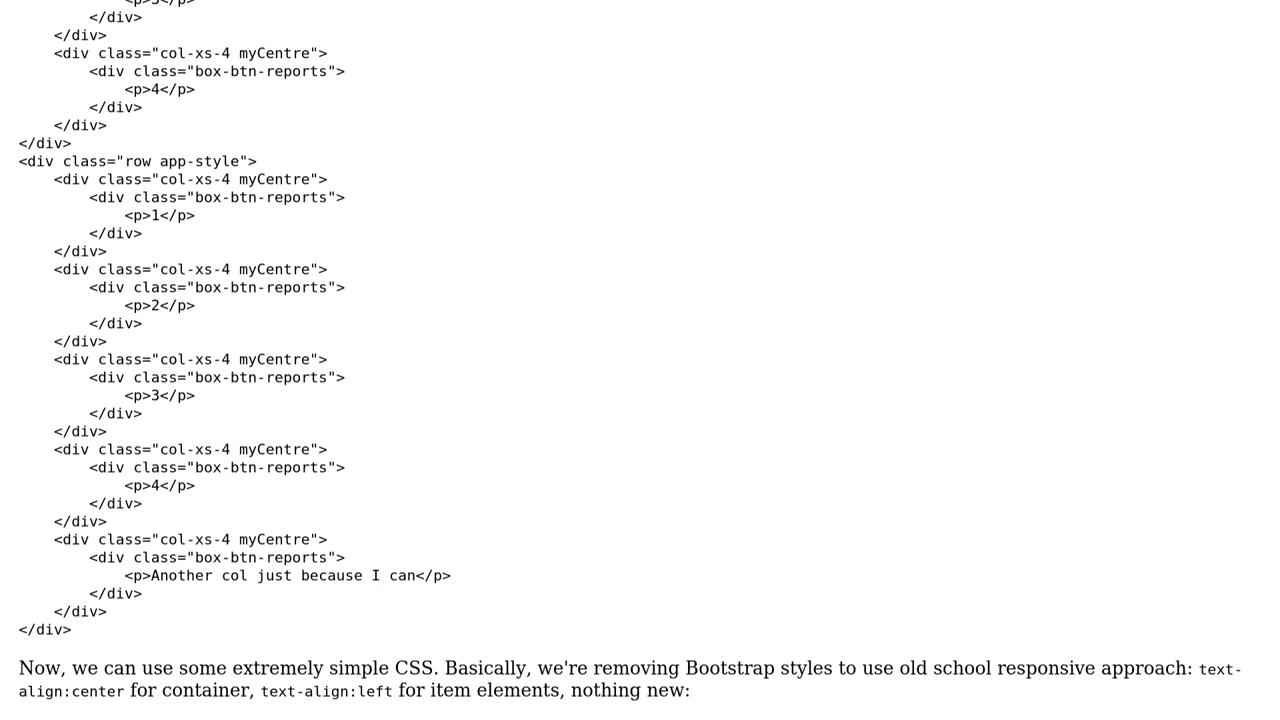 <p>3</p>
        </div>
    </div>
    <div class="col-xs-4 myCentre">
        <div class="box-btn-reports">
            <p>4</p>
        </div>
    </div>
</div>
<div class="row app-style">
    <div class="col-xs-4 myCentre">
        <div class="box-btn-reports">
            <p>1</p>
        </div>
    </div>
    <div class="col-xs-4 myCentre">
        <div class="box-btn-reports">
            <p>2</p>
        </div>
    </div>
    <div class="col-xs-4 myCentre">
        <div class="box-btn-reports">
            <p>3</p>
        </div>
    </div>
    <div class="col-xs-4 myCentre">
        <div class="box-btn-reports">
            <p>4</p>
        </div>
    </div>
    <div class="col-xs-4 myCentre">
        <div class="box-btn-reports">
            <p>Another col just because I can</p>
        </div>
    </div>
</div>
Now, we can use some extremely simple CSS. Basically, we're removing Bootstrap styles to use old school responsive approach: text-
align:center for container, text-align:left for item elements, nothing new: